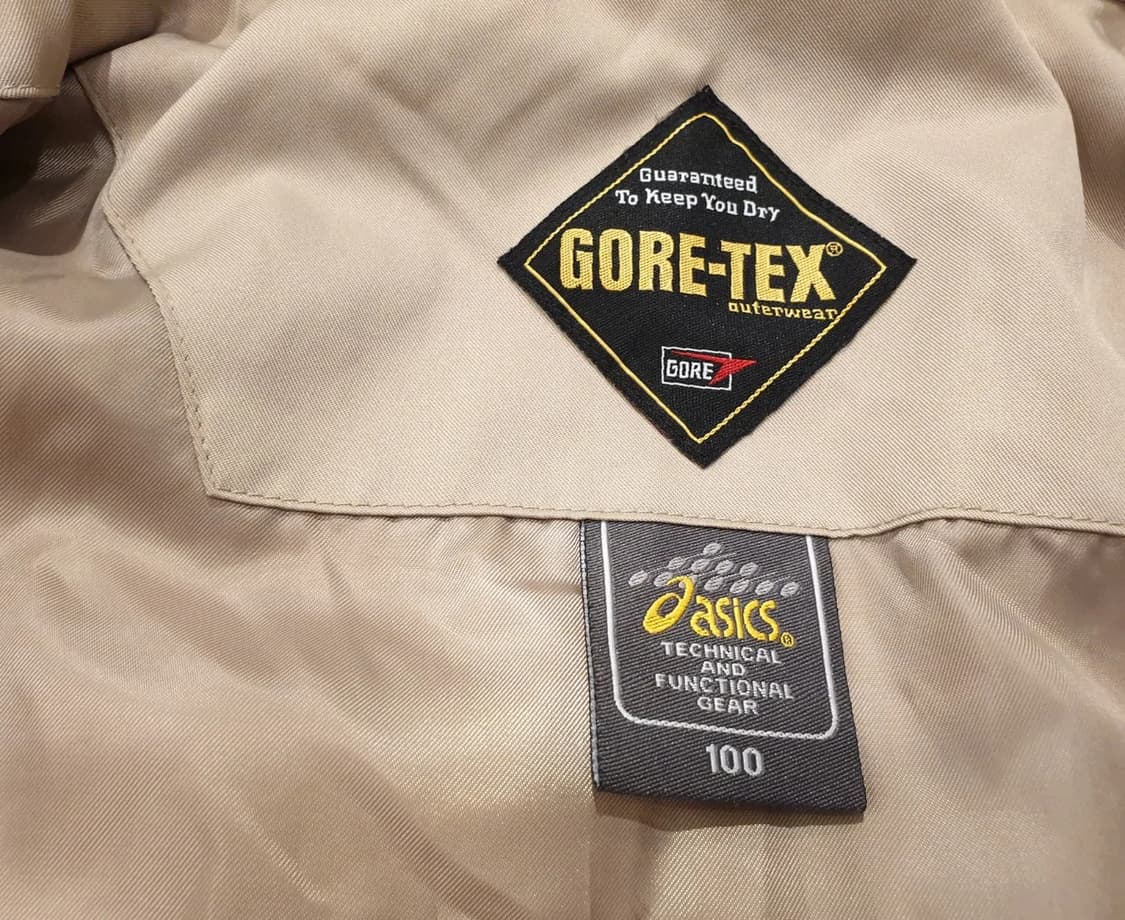 Guaranteed
To Keep You Dry
GORE-TEX®
outerwear
GORE
asics®
TECHNICAL
AND
FUNCTIONAL
GEAR
100